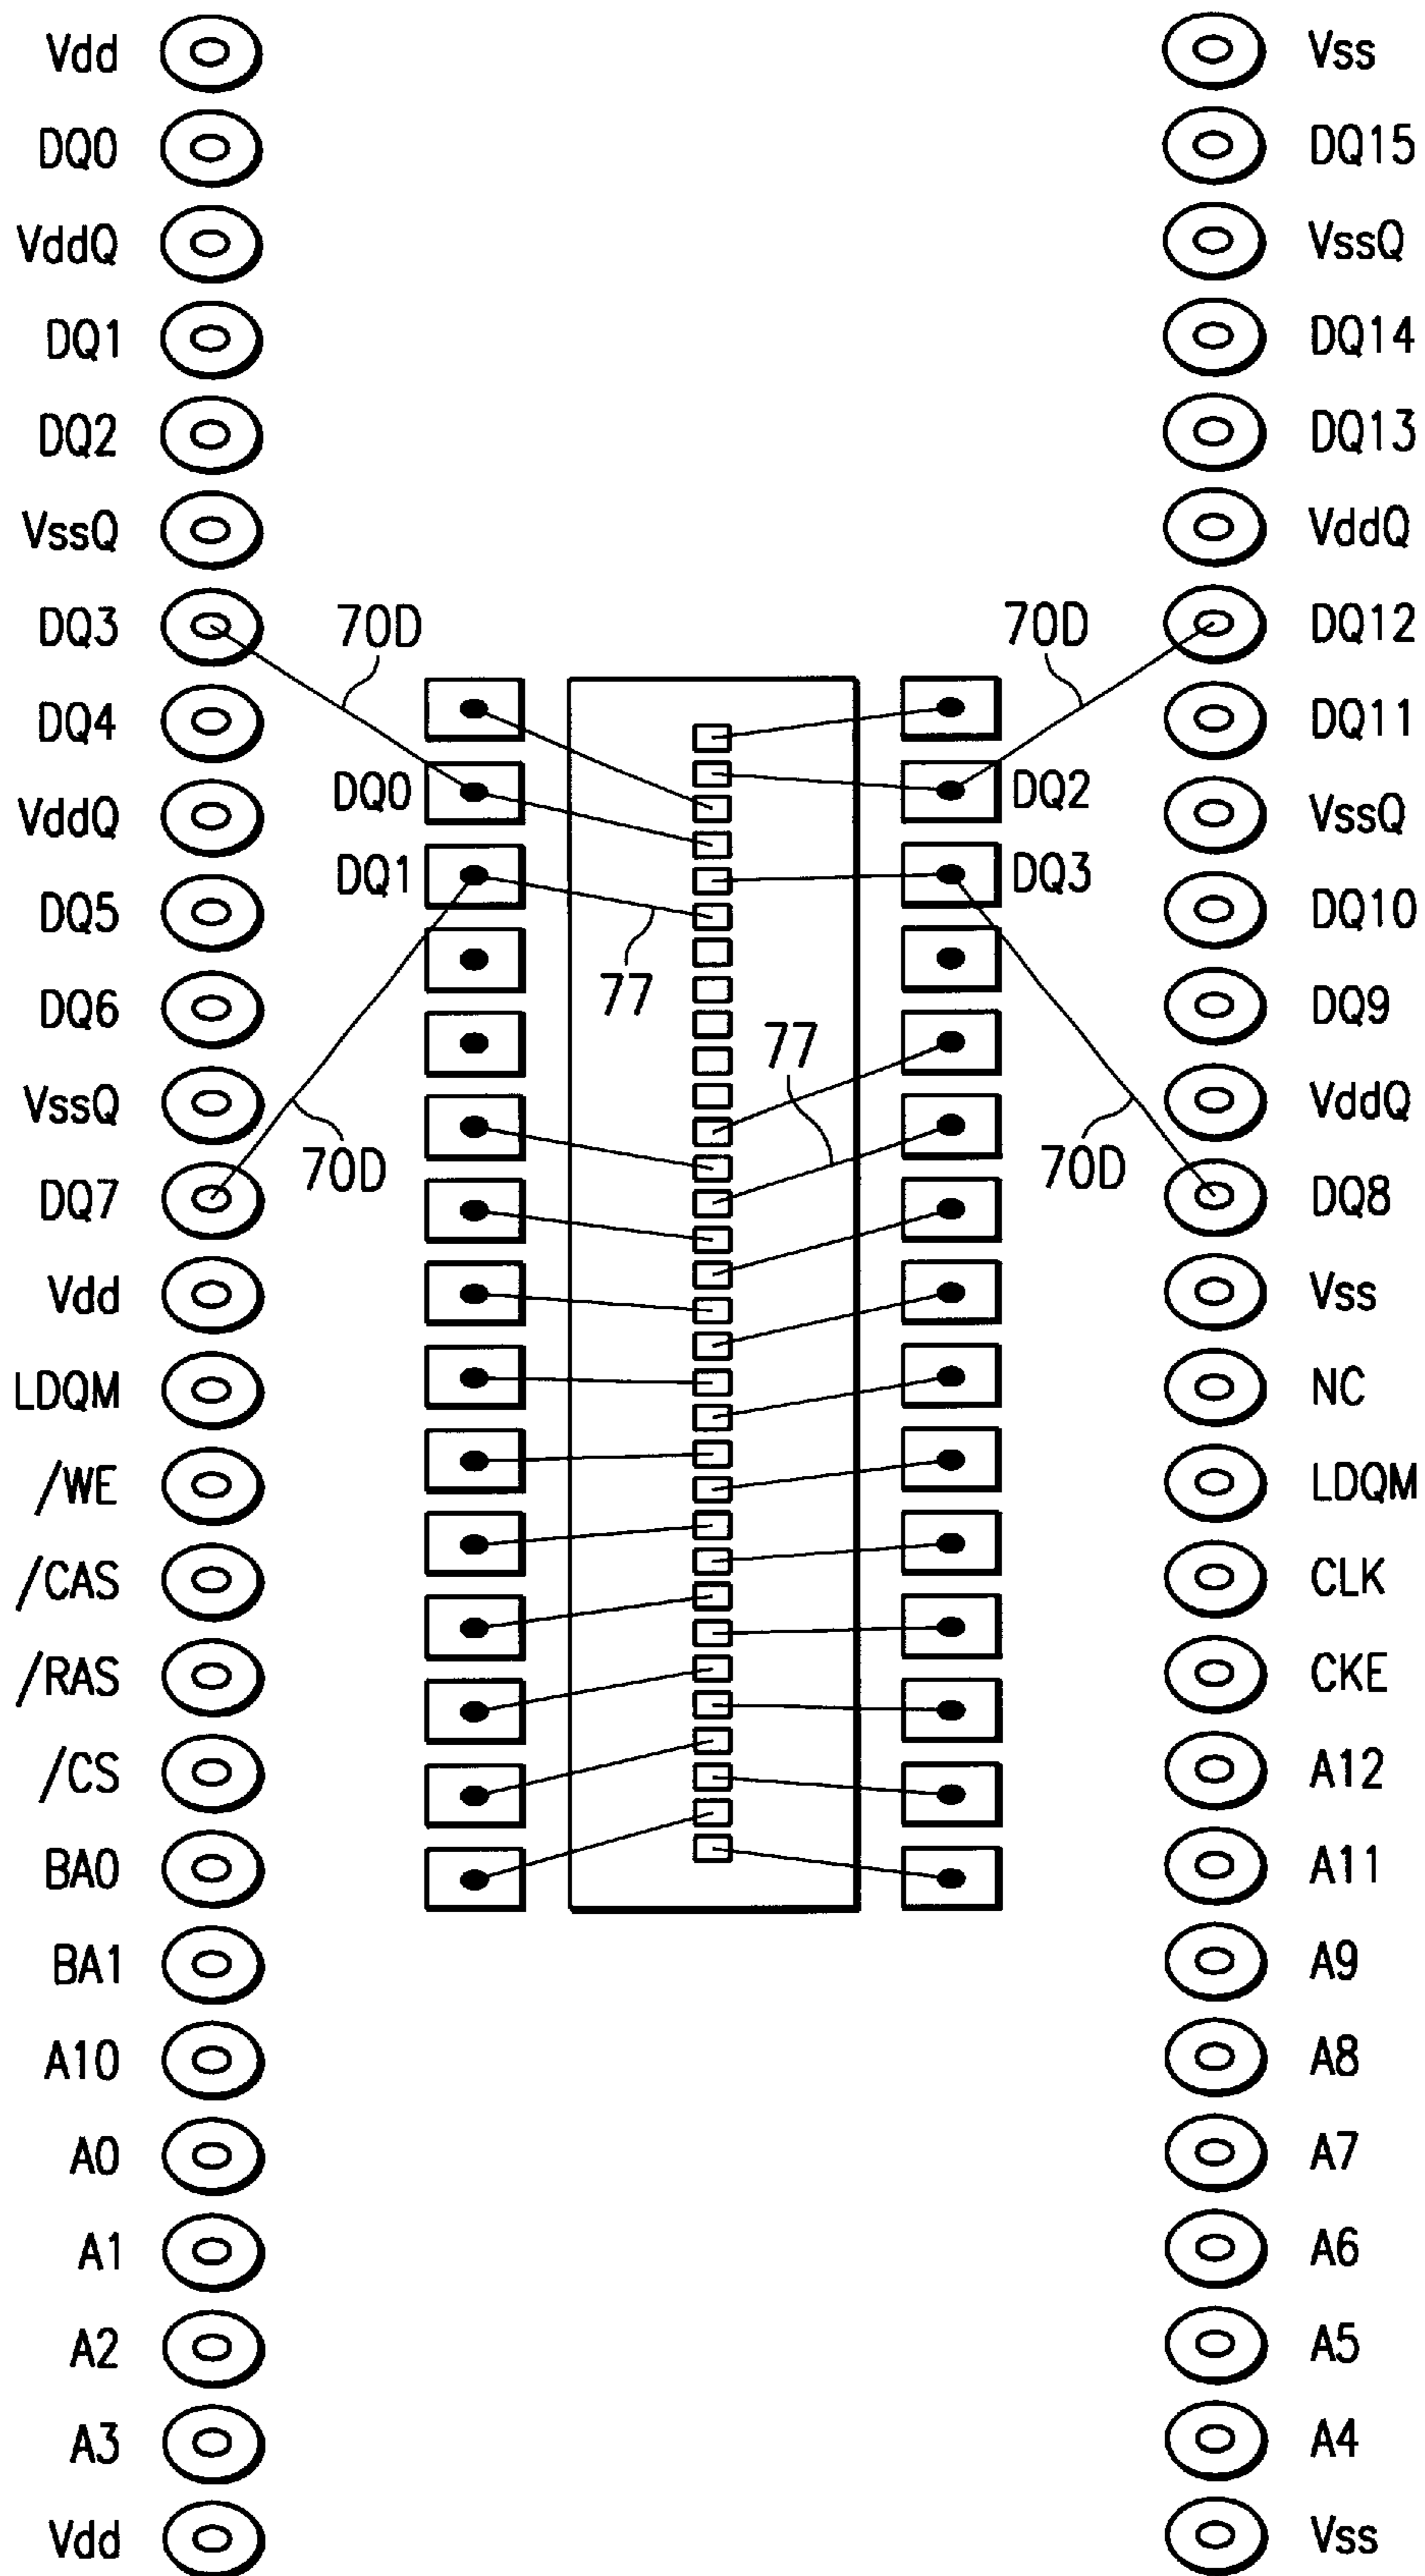 Vdd Vss
DQ0 DQ15
VddQ VssQ
DQ1 DQ14
DQ2 DQ13
VssQ VddQ
DQ3 70D 70D DQ12
DQ4 DQ11
VddQ DQ0 DQ2 VssQ
DQ1 DQ3
DQ5 DQ10
77
DQ6 DQ9
77
VssQ VddQ
70D 70D
DQ7 DQ8
Vdd Vss
LDQM NC
/WE LDQM
/CAS CLK
/RAS CKE
/CS A12
BA0 A11
BA1 A9
A10 A8
A0 A7
A1 A6
A2 A5
A3 A4
Vdd Vss